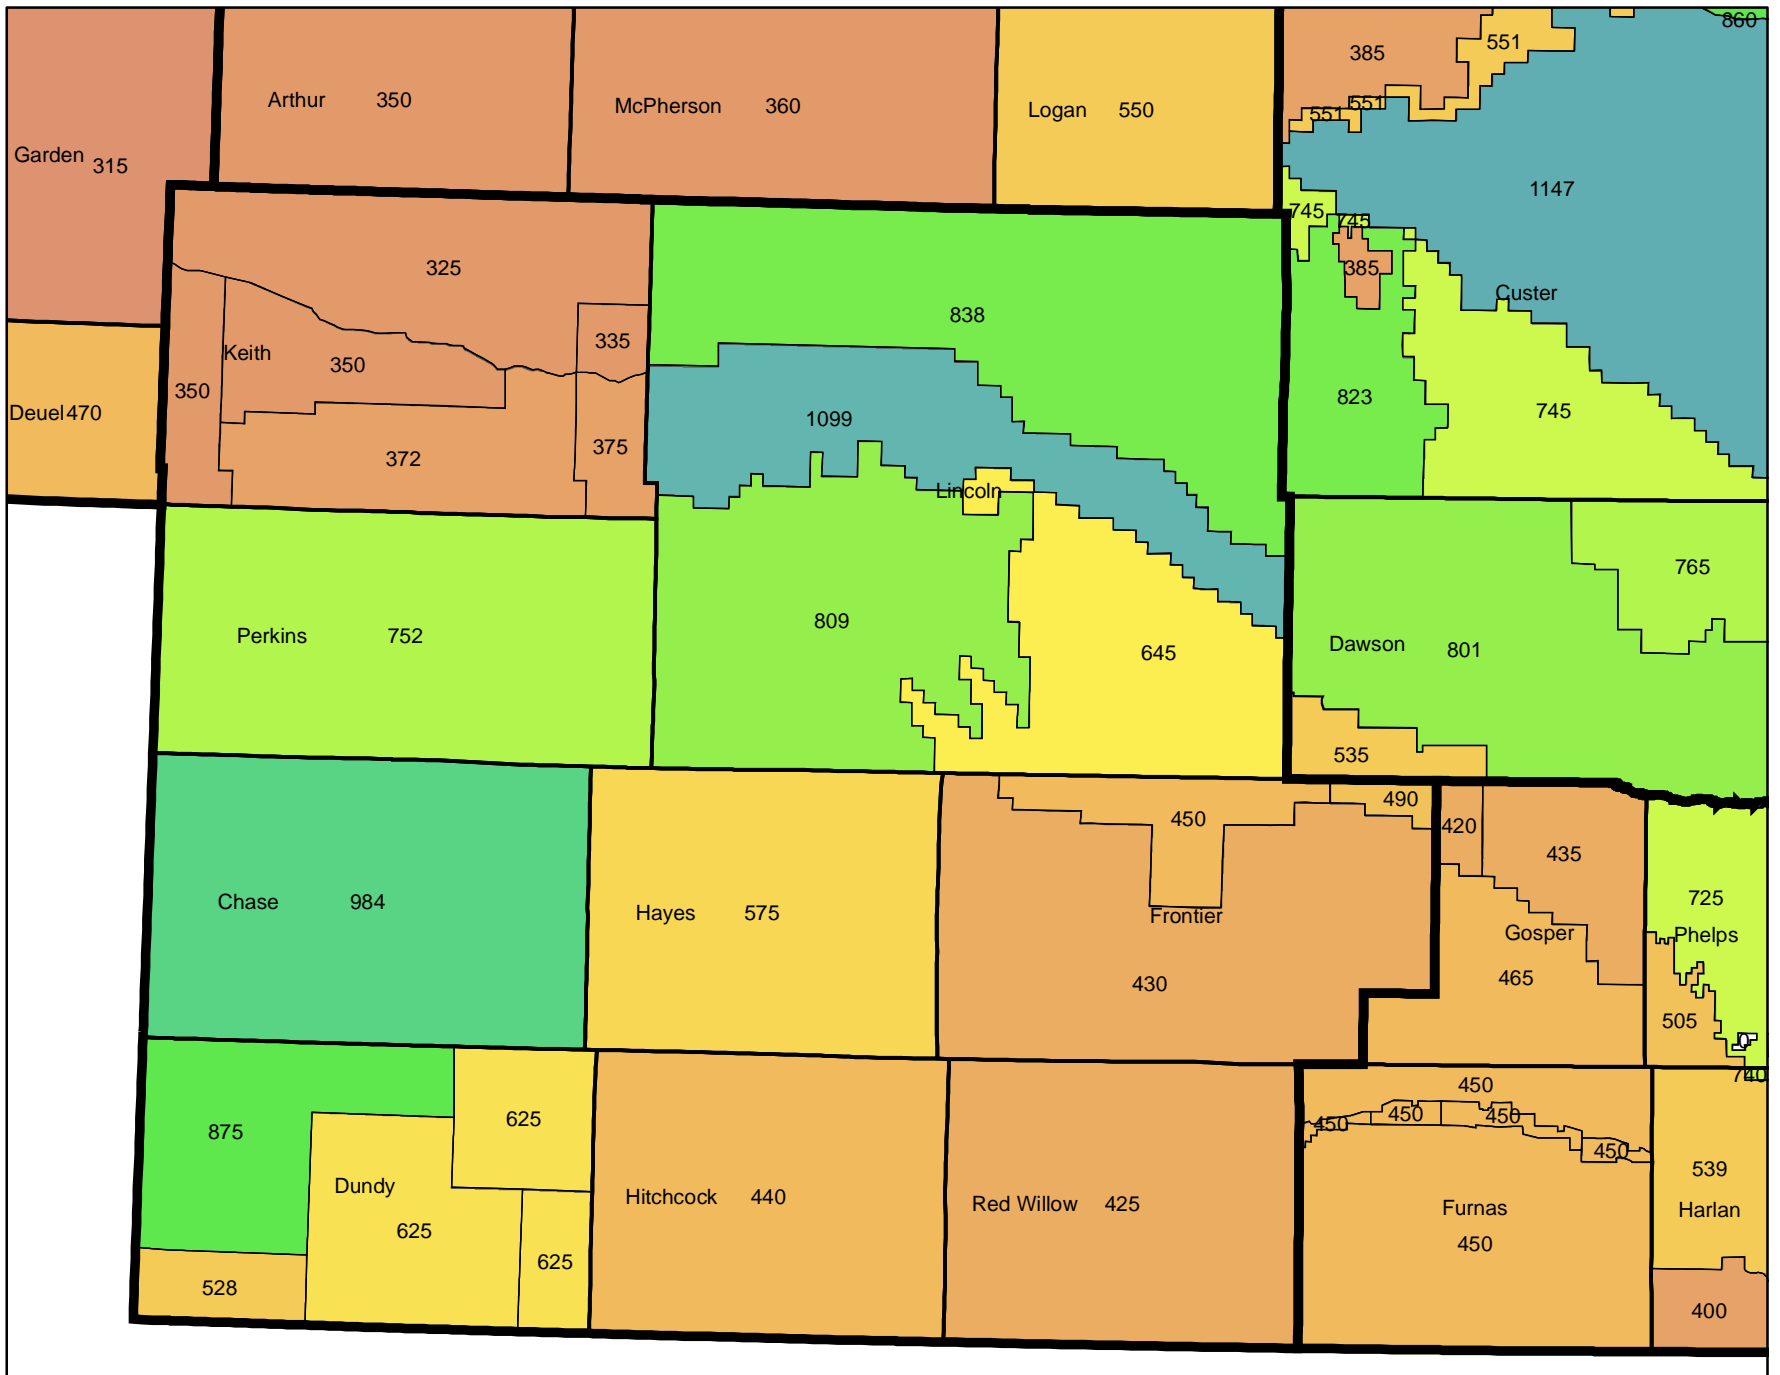 860
385
551
Arthur 350
McPherson 360
Logan 550
551
551
Garden 315
1147
745
745
325
385
Custer
838
335
Keith
350
350
823
745
Deuel 470
1099
375
372
Lincoln
765
809
Perkins 752
Dawson 801
645
535
450
490
420
435
Chase 984
725
Hayes 575
Frontier
Gosper
Phelps
430
465
505
0
740
450
450
450
450
450
875
625
539
Dundy
Hitchcock 440
Red Willow 425
Furnas
Harlan
625
450
625
528
400